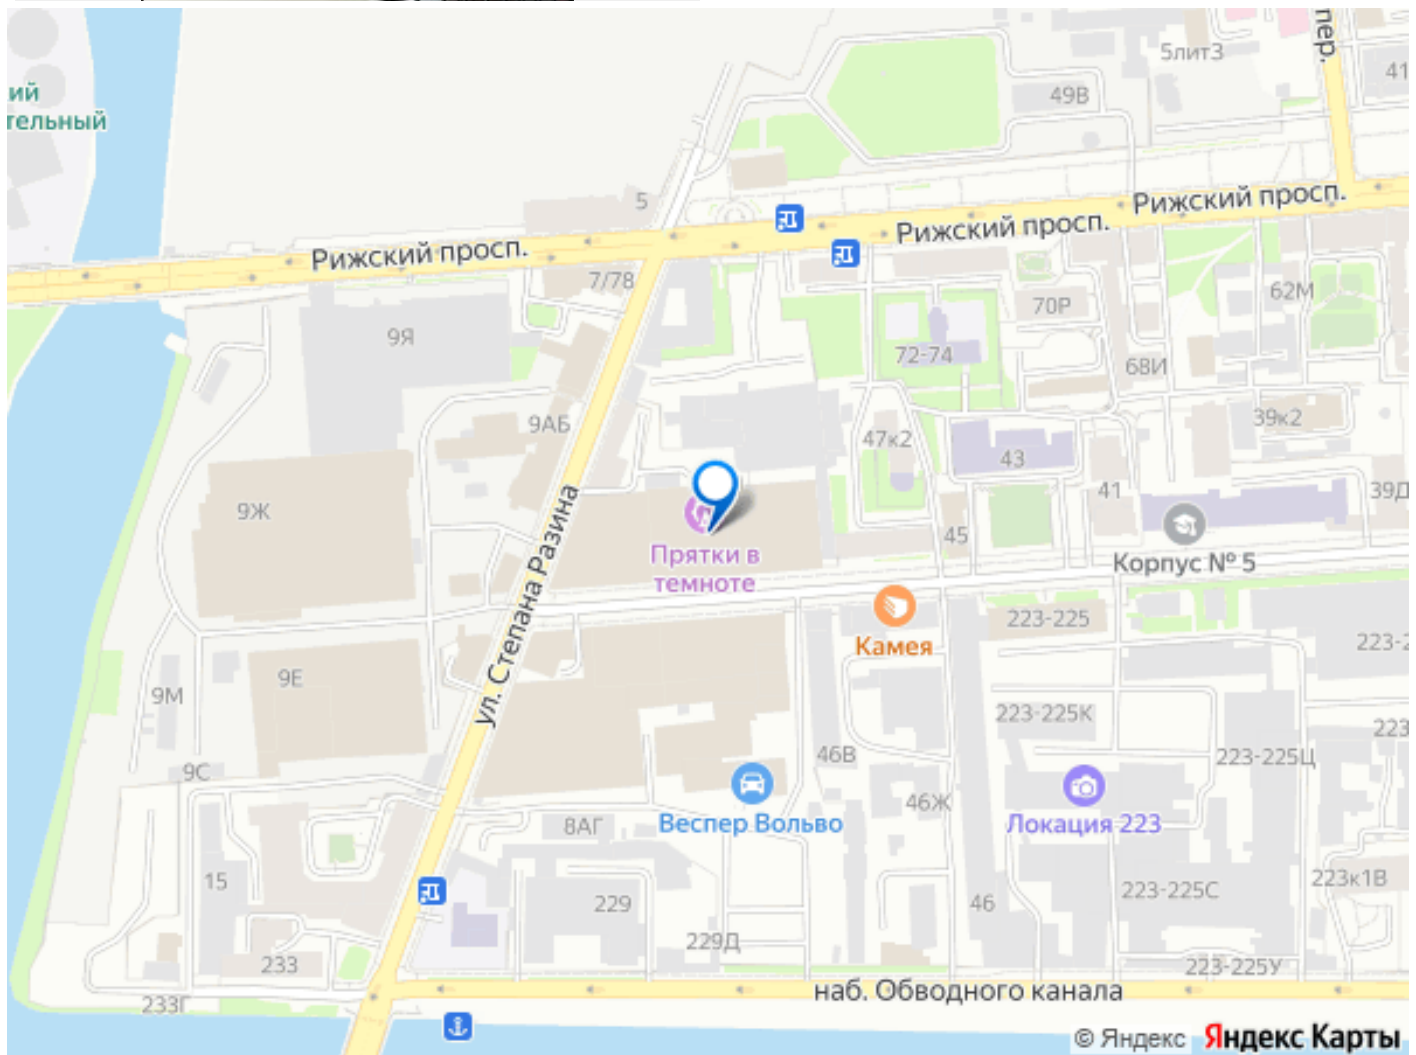 пер.
5лит3
41
ий
тельный
49В
5
Рижский просп.
Рижский просп.
Рижский просп.
7/78
62М
70Р
9Я
72-74
68И
9АБ
39к2
47к2
43
41
39Д
9Ж
45
Прятки в
темноте
Корпус № 5
ул. Степана Разина
Камея
223-225
223-2
9Е
9М
223-225К
223
46В
223-225Ц
9С
46Ж
Веспер Вольво
Локация 223
8АГ
15
229
46
223-225С
223к1В
229Д
233
223-225У
233Г
наб. Обводного канала
© Яндекс Яндекс Карты